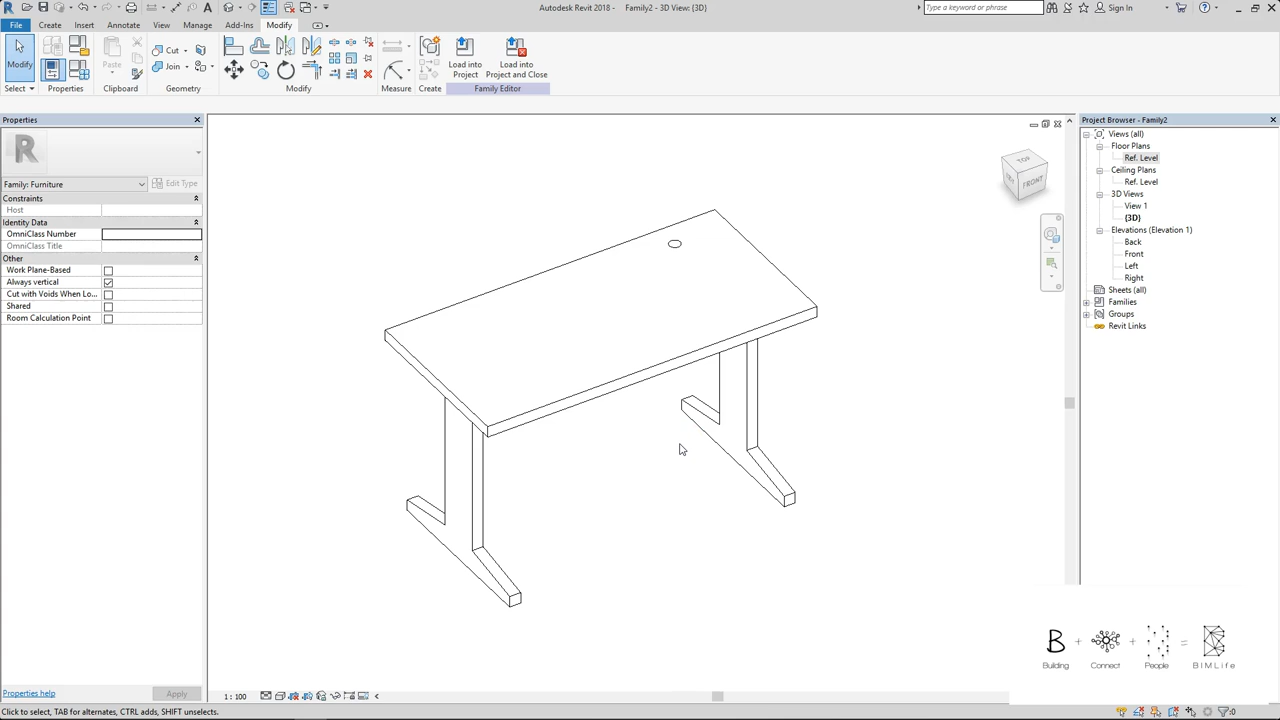 Autodesk Revit 2018 - Family2 - 3D View: {3D}
Type a keyword or phrase
Sign In
File Create Insert Annotate View Manage Add-Ins Modify
Modify
Paste
Cut
Join
Load into
Project
Load into
Project and Close
Select Properties Clipboard Geometry Modify Measure Create Family Editor
Properties
R
Family: Furniture
Edit Type
Constraints
Host
Identity Data
OmniClass Number
OmniClass Title
Other
Work Plane-Based
Always vertical
Cut with Voids When Lo...
Shared
Room Calculation Point
Properties help
Apply
TOP
FRONT
Project Browser - Family2
Views (all)
Floor Plans
Ref. Level
Ceiling Plans
Ref. Level
3D Views
View 1
{3D}
Elevations (Elevation 1)
Back
Front
Left
Right
Sheets (all)
Families
Groups
Revit Links
B + + =
Building Connect People BIMLife
1 : 100
Click to select, TAB for alternates, CTRL adds, SHIFT unselects.
:0